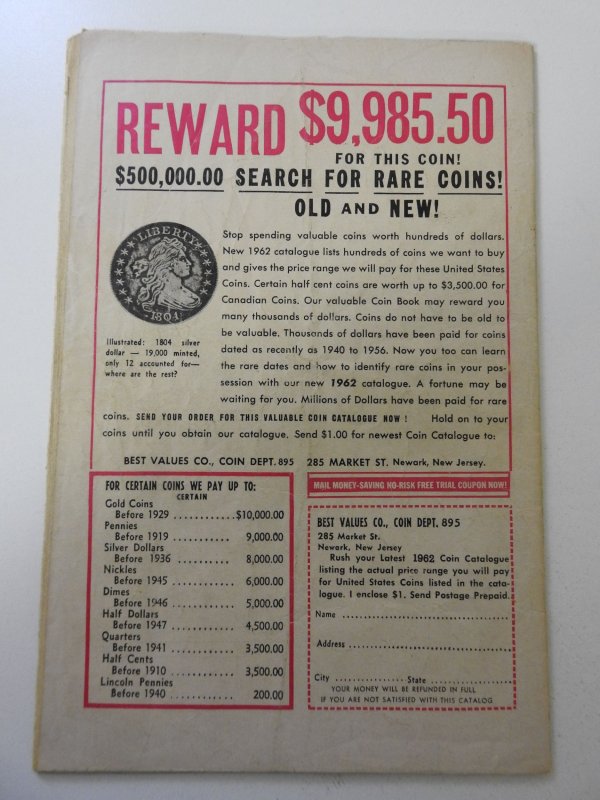 REWARD $9,985.50
FOR THIS COIN!
$500,000.00 SEARCH FOR RARE COINS!
OLD AND NEW!
LIBERTY
1804
Illustrated: 1804 silver
dollar — 19,000 minted,
only 12 accounted for—
where are the rest?
Stop spending valuable coins worth hundreds of dollars.
New 1962 catalogue lists hundreds of coins we want to buy
and gives the price range we will pay for these United States
Coins. Certain half cent coins are worth up to $3,500.00 for
Canadian Coins. Our valuable Coin Book may reward you
many thousands of dollars. Coins do not have to be old to
be valuable. Thousands of dollars have been paid for coins
dated as recently as 1940 to 1956. Now you too can learn
the rare dates and how to identify rare coins in your pos-
session with our new 1962 catalogue. A fortune may be
waiting for you. Millions of Dollars have been paid for rare
coins. SEND YOUR ORDER FOR THIS VALUABLE COIN CATALOGUE NOW ! Hold on to your
coins until you obtain our catalogue. Send $1.00 for newest Coin Catalogue to:
BEST VALUES CO., COIN DEPT. 895 285 MARKET ST. Newark, New Jersey.
FOR CERTAIN COINS WE PAY UP TO:
CERTAIN
Gold Coins
Before 1929 ............$10,000.00
Pennies
Before 1919 ............ 9,000.00
Silver Dollars
Before 1936 ............ 8,000.00
Nickles
Before 1945 ............ 6,000.00
Dimes
Before 1946 ............ 5,000.00
Half Dollars
Before 1947 ............ 4,500.00
Quarters
Before 1941 ............ 3,500.00
Half Cents
Before 1910 ............ 3,500.00
Lincoln Pennies
Before 1940 ............ 200.00
MAIL MONEY-SAVING NO-RISK FREE TRIAL COUPON NOW!
BEST VALUES CO., COIN DEPT. 895
285 Market St.
Newark, New Jersey
Rush your Latest 1962 Coin Catalogue
listing the actual price range you will pay
for United States Coins listed in the cata-
logue. I enclose $1. Send Postage Prepaid.
Name ..........
Address ..........
City .......... State ..........
YOUR MONEY WILL BE REFUNDED IN FULL
IF YOU ARE NOT SATISFIED WITH THIS CATALOG